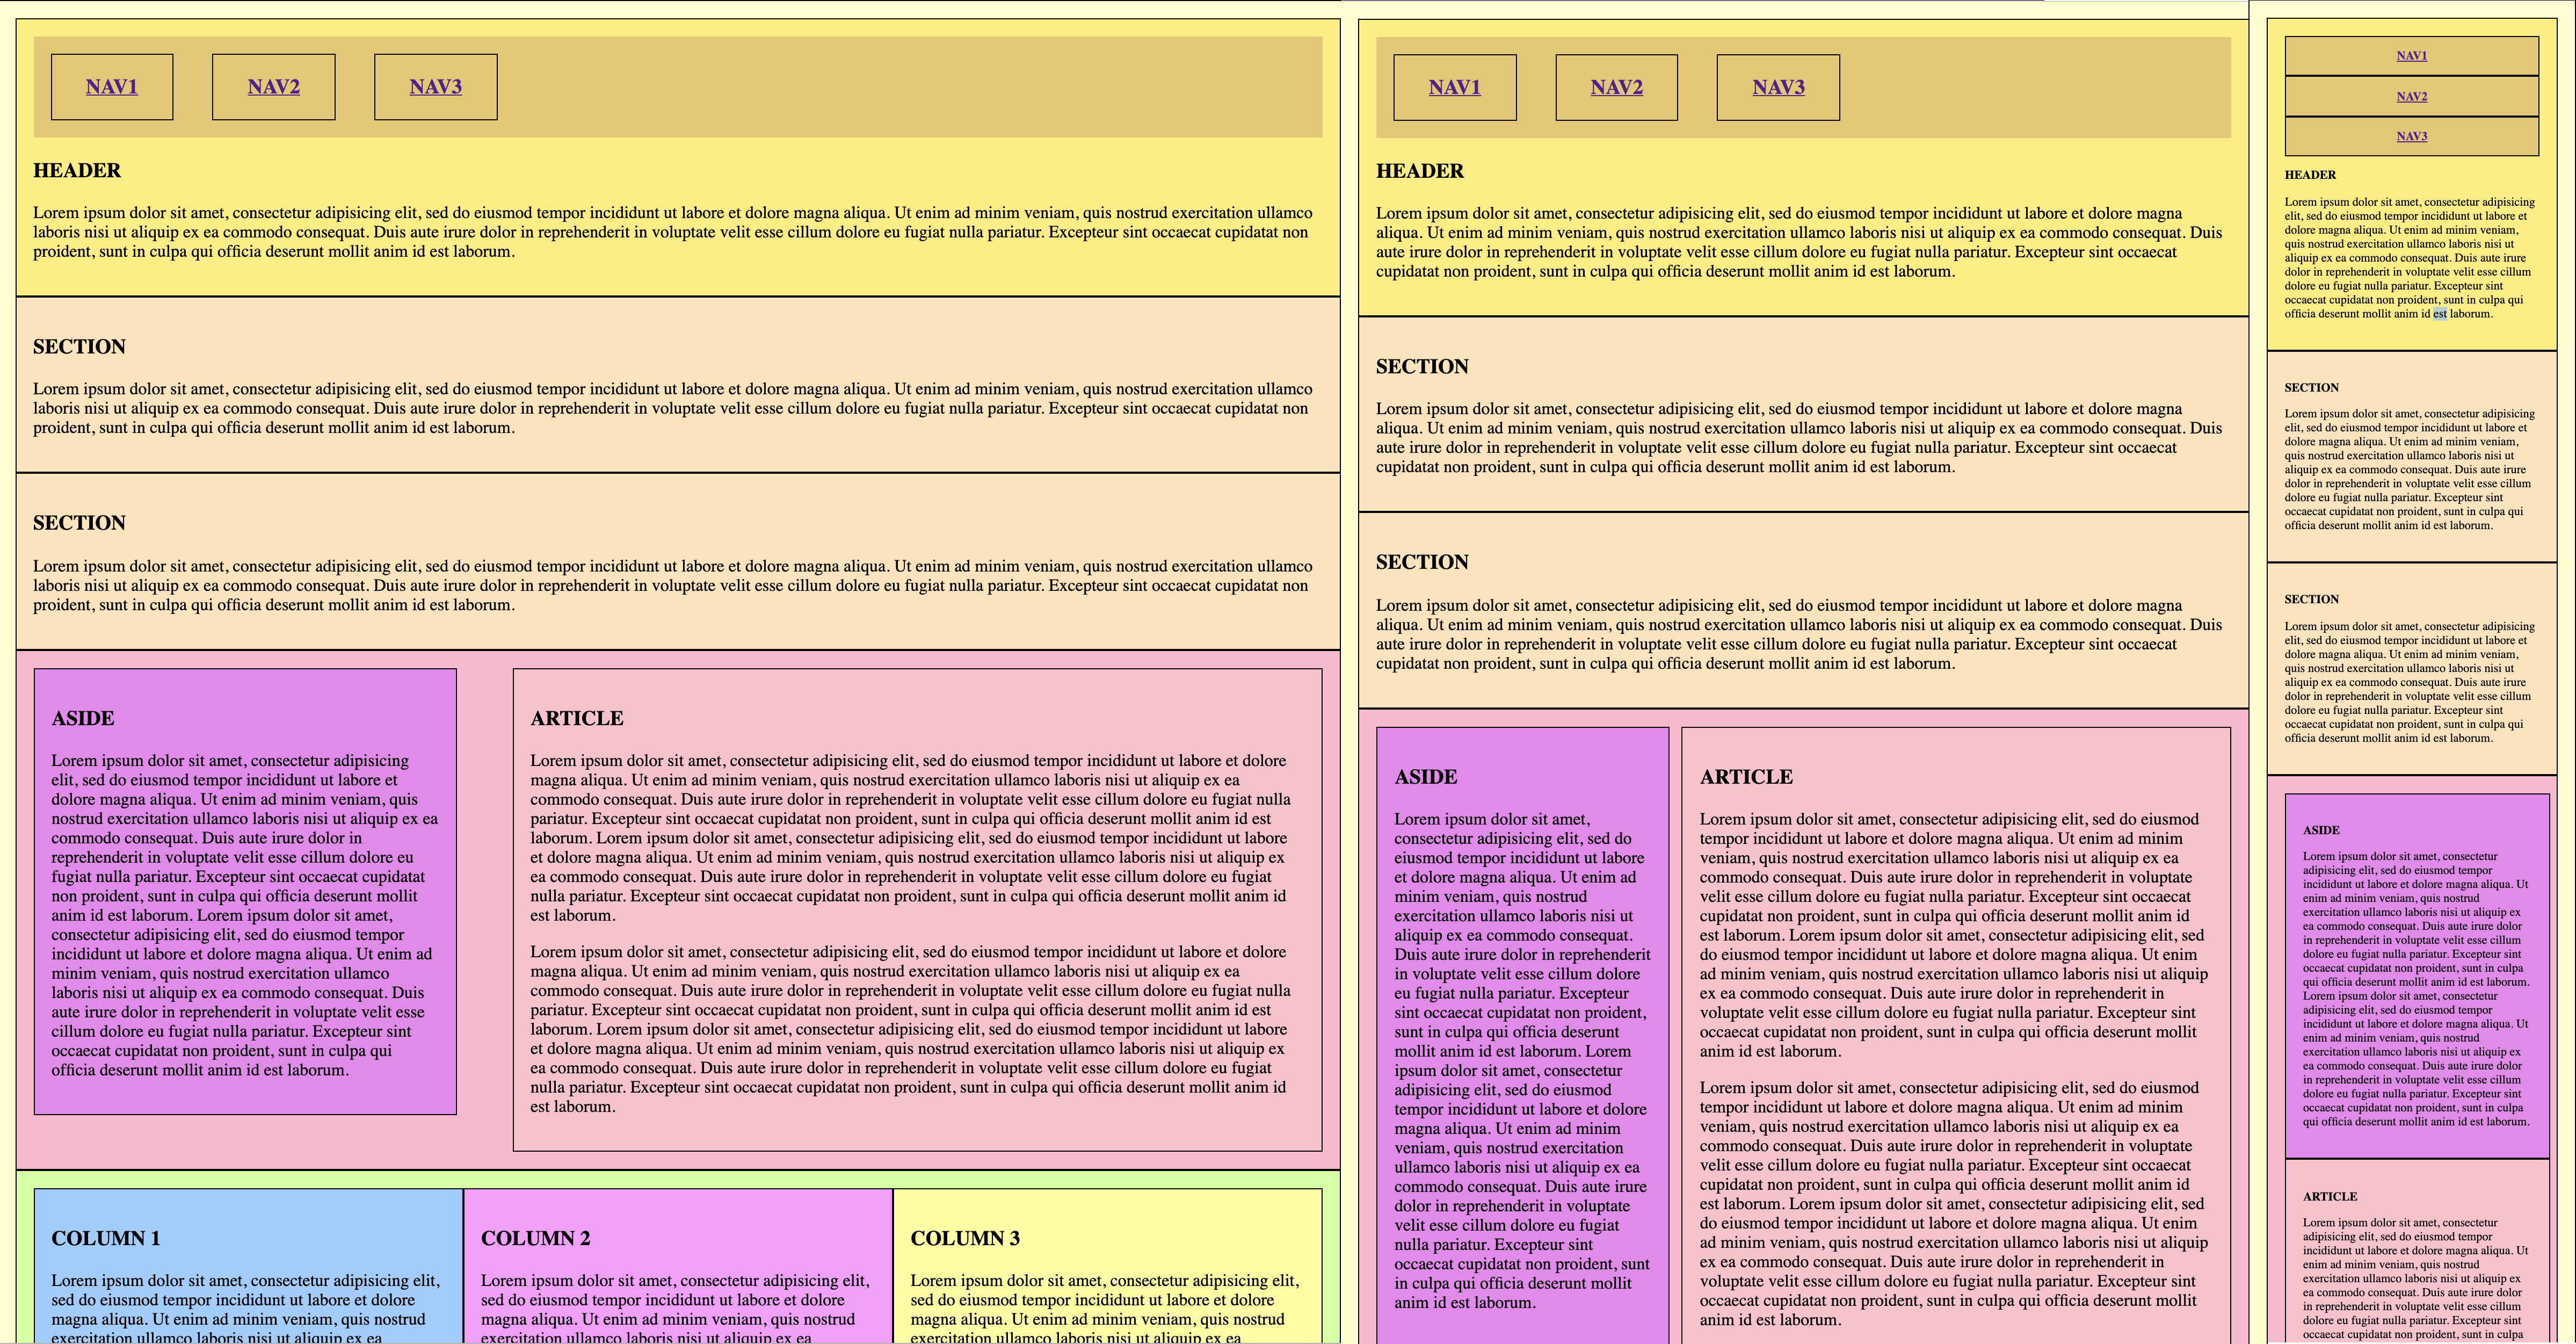 NAV1 NAV2 NAV3
HEADER
Lorem ipsum dolor sit amet, consectetur adipisicing elit, sed do eiusmod tempor incididunt ut labore et dolore magna aliqua. Ut enim ad minim veniam, quis nostrud exercitation ullamco
laboris nisi ut aliquip ex ea commodo consequat. Duis aute irure dolor in reprehenderit in voluptate velit esse cillum dolore eu fugiat nulla pariatur. Excepteur sint occaecat cupidatat non
proident, sunt in culpa qui officia deserunt mollit anim id est laborum.
SECTION
Lorem ipsum dolor sit amet, consectetur adipisicing elit, sed do eiusmod tempor incididunt ut labore et dolore magna aliqua. Ut enim ad minim veniam, quis nostrud exercitation ullamco
laboris nisi ut aliquip ex ea commodo consequat. Duis aute irure dolor in reprehenderit in voluptate velit esse cillum dolore eu fugiat nulla pariatur. Excepteur sint occaecat cupidatat non
proident, sunt in culpa qui officia deserunt mollit anim id est laborum.
SECTION
Lorem ipsum dolor sit amet, consectetur adipisicing elit, sed do eiusmod tempor incididunt ut labore et dolore magna aliqua. Ut enim ad minim veniam, quis nostrud exercitation ullamco
laboris nisi ut aliquip ex ea commodo consequat. Duis aute irure dolor in reprehenderit in voluptate velit esse cillum dolore eu fugiat nulla pariatur. Excepteur sint occaecat cupidatat non
proident, sunt in culpa qui officia deserunt mollit anim id est laborum.
ASIDE
Lorem ipsum dolor sit amet, consectetur adipisicing
elit, sed do eiusmod tempor incididunt ut labore et
dolore magna aliqua. Ut enim ad minim veniam, quis
nostrud exercitation ullamco laboris nisi ut aliquip ex ea
commodo consequat. Duis aute irure dolor in
reprehenderit in voluptate velit esse cillum dolore eu
fugiat nulla pariatur. Excepteur sint occaecat cupidatat
non proident, sunt in culpa qui officia deserunt mollit
anim id est laborum. Lorem ipsum dolor sit amet,
consectetur adipisicing elit, sed do eiusmod tempor
incididunt ut labore et dolore magna aliqua. Ut enim ad
minim veniam, quis nostrud exercitation ullamco
laboris nisi ut aliquip ex ea commodo consequat. Duis
aute irure dolor in reprehenderit in voluptate velit esse
cillum dolore eu fugiat nulla pariatur. Excepteur sint
occaecat cupidatat non proident, sunt in culpa qui
officia deserunt mollit anim id est laborum.
ARTICLE
Lorem ipsum dolor sit amet, consectetur adipisicing elit, sed do eiusmod tempor incididunt ut labore et dolore
magna aliqua. Ut enim ad minim veniam, quis nostrud exercitation ullamco laboris nisi ut aliquip ex ea
commodo consequat. Duis aute irure dolor in reprehenderit in voluptate velit esse cillum dolore eu fugiat nulla
pariatur. Excepteur sint occaecat cupidatat non proident, sunt in culpa qui officia deserunt mollit anim id est
laborum. Lorem ipsum dolor sit amet, consectetur adipisicing elit, sed do eiusmod tempor incididunt ut labore
et dolore magna aliqua. Ut enim ad minim veniam, quis nostrud exercitation ullamco laboris nisi ut aliquip ex
ea commodo consequat. Duis aute irure dolor in reprehenderit in voluptate velit esse cillum dolore eu fugiat
nulla pariatur. Excepteur sint occaecat cupidatat non proident, sunt in culpa qui officia deserunt mollit anim id
est laborum.
Lorem ipsum dolor sit amet, consectetur adipisicing elit, sed do eiusmod tempor incididunt ut labore et dolore
magna aliqua. Ut enim ad minim veniam, quis nostrud exercitation ullamco laboris nisi ut aliquip ex ea
commodo consequat. Duis aute irure dolor in reprehenderit in voluptate velit esse cillum dolore eu fugiat nulla
pariatur. Excepteur sint occaecat cupidatat non proident, sunt in culpa qui officia deserunt mollit anim id est
laborum. Lorem ipsum dolor sit amet, consectetur adipisicing elit, sed do eiusmod tempor incididunt ut labore
et dolore magna aliqua. Ut enim ad minim veniam, quis nostrud exercitation ullamco laboris nisi ut aliquip ex
ea commodo consequat. Duis aute irure dolor in reprehenderit in voluptate velit esse cillum dolore eu fugiat
nulla pariatur. Excepteur sint occaecat cupidatat non proident, sunt in culpa qui officia deserunt mollit anim id
est laborum.
COLUMN 1
Lorem ipsum dolor sit amet, consectetur adipisicing elit,
sed do eiusmod tempor incididunt ut labore et dolore
magna aliqua. Ut enim ad minim veniam, quis nostrud
exercitation ullamco laboris nisi ut aliquip ex ea
COLUMN 2
Lorem ipsum dolor sit amet, consectetur adipisicing elit,
sed do eiusmod tempor incididunt ut labore et dolore
magna aliqua. Ut enim ad minim veniam, quis nostrud
exercitation ullamco laboris nisi ut aliquip ex ea
COLUMN 3
Lorem ipsum dolor sit amet, consectetur adipisicing elit,
sed do eiusmod tempor incididunt ut labore et dolore
magna aliqua. Ut enim ad minim veniam, quis nostrud
exercitation ullamco laboris nisi ut aliquip ex ea
NAV1 NAV2 NAV3
HEADER
Lorem ipsum dolor sit amet, consectetur adipisicing elit, sed do eiusmod tempor incididunt ut labore et dolore magna
aliqua. Ut enim ad minim veniam, quis nostrud exercitation ullamco laboris nisi ut aliquip ex ea commodo consequat. Duis
aute irure dolor in reprehenderit in voluptate velit esse cillum dolore eu fugiat nulla pariatur. Excepteur sint occaecat
cupidatat non proident, sunt in culpa qui officia deserunt mollit anim id est laborum.
SECTION
Lorem ipsum dolor sit amet, consectetur adipisicing elit, sed do eiusmod tempor incididunt ut labore et dolore magna
aliqua. Ut enim ad minim veniam, quis nostrud exercitation ullamco laboris nisi ut aliquip ex ea commodo consequat. Duis
aute irure dolor in reprehenderit in voluptate velit esse cillum dolore eu fugiat nulla pariatur. Excepteur sint occaecat
cupidatat non proident, sunt in culpa qui officia deserunt mollit anim id est laborum.
SECTION
Lorem ipsum dolor sit amet, consectetur adipisicing elit, sed do eiusmod tempor incididunt ut labore et dolore magna
aliqua. Ut enim ad minim veniam, quis nostrud exercitation ullamco laboris nisi ut aliquip ex ea commodo consequat. Duis
aute irure dolor in reprehenderit in voluptate velit esse cillum dolore eu fugiat nulla pariatur. Excepteur sint occaecat
cupidatat non proident, sunt in culpa qui officia deserunt mollit anim id est laborum.
ASIDE
Lorem ipsum dolor sit amet,
consectetur adipisicing elit, sed do
eiusmod tempor incididunt ut labore
et dolore magna aliqua. Ut enim ad
minim veniam, quis nostrud
exercitation ullamco laboris nisi ut
aliquip ex ea commodo consequat.
Duis aute irure dolor in reprehenderit
in voluptate velit esse cillum dolore
eu fugiat nulla pariatur. Excepteur
sint occaecat cupidatat non proident,
sunt in culpa qui officia deserunt
mollit anim id est laborum. Lorem
ipsum dolor sit amet, consectetur
adipisicing elit, sed do eiusmod
tempor incididunt ut labore et dolore
magna aliqua. Ut enim ad minim
veniam, quis nostrud exercitation
ullamco laboris nisi ut aliquip ex ea
commodo consequat. Duis aute irure
dolor in reprehenderit in voluptate
velit esse cillum dolore eu fugiat
nulla pariatur. Excepteur sint
occaecat cupidatat non proident, sunt
in culpa qui officia deserunt mollit
anim id est laborum.
ARTICLE
Lorem ipsum dolor sit amet, consectetur adipisicing elit, sed do eiusmod
tempor incididunt ut labore et dolore magna aliqua. Ut enim ad minim
veniam, quis nostrud exercitation ullamco laboris nisi ut aliquip ex ea
commodo consequat. Duis aute irure dolor in reprehenderit in voluptate
velit esse cillum dolore eu fugiat nulla pariatur. Excepteur sint occaecat
cupidatat non proident, sunt in culpa qui officia deserunt mollit anim id
est laborum. Lorem ipsum dolor sit amet, consectetur adipisicing elit, sed
do eiusmod tempor incididunt ut labore et dolore magna aliqua. Ut enim
ad minim veniam, quis nostrud exercitation ullamco laboris nisi ut aliquip
ex ea commodo consequat. Duis aute irure dolor in reprehenderit in
voluptate velit esse cillum dolore eu fugiat nulla pariatur. Excepteur sint
occaecat cupidatat non proident, sunt in culpa qui officia deserunt mollit
anim id est laborum.
Lorem ipsum dolor sit amet, consectetur adipisicing elit, sed do eiusmod
tempor incididunt ut labore et dolore magna aliqua. Ut enim ad minim
veniam, quis nostrud exercitation ullamco laboris nisi ut aliquip ex ea
commodo consequat. Duis aute irure dolor in reprehenderit in voluptate
velit esse cillum dolore eu fugiat nulla pariatur. Excepteur sint occaecat
cupidatat non proident, sunt in culpa qui officia deserunt mollit anim id
est laborum. Lorem ipsum dolor sit amet, consectetur adipisicing elit, sed
do eiusmod tempor incididunt ut labore et dolore magna aliqua. Ut enim
ad minim veniam, quis nostrud exercitation ullamco laboris nisi ut aliquip
ex ea commodo consequat. Duis aute irure dolor in reprehenderit in
voluptate velit esse cillum dolore eu fugiat nulla pariatur. Excepteur sint
occaecat cupidatat non proident, sunt in culpa qui officia deserunt mollit
anim id est laborum.
NAV1
NAV2
NAV3
HEADER
Lorem ipsum dolor sit amet, consectetur adipisicing
elit, sed do eiusmod tempor incididunt ut labore et
dolore magna aliqua. Ut enim ad minim veniam,
quis nostrud exercitation ullamco laboris nisi ut
aliquip ex ea commodo consequat. Duis aute irure
dolor in reprehenderit in voluptate velit esse cillum
dolore eu fugiat nulla pariatur. Excepteur sint
occaecat cupidatat non proident, sunt in culpa qui
officia deserunt mollit anim id est laborum.
SECTION
Lorem ipsum dolor sit amet, consectetur adipisicing
elit, sed do eiusmod tempor incididunt ut labore et
dolore magna aliqua. Ut enim ad minim veniam,
quis nostrud exercitation ullamco laboris nisi ut
aliquip ex ea commodo consequat. Duis aute irure
dolor in reprehenderit in voluptate velit esse cillum
dolore eu fugiat nulla pariatur. Excepteur sint
occaecat cupidatat non proident, sunt in culpa qui
officia deserunt mollit anim id est laborum.
SECTION
Lorem ipsum dolor sit amet, consectetur adipisicing
elit, sed do eiusmod tempor incididunt ut labore et
dolore magna aliqua. Ut enim ad minim veniam,
quis nostrud exercitation ullamco laboris nisi ut
aliquip ex ea commodo consequat. Duis aute irure
dolor in reprehenderit in voluptate velit esse cillum
dolore eu fugiat nulla pariatur. Excepteur sint
occaecat cupidatat non proident, sunt in culpa qui
officia deserunt mollit anim id est laborum.
ASIDE
Lorem ipsum dolor sit amet, consectetur
adipisicing elit, sed do eiusmod tempor
incididunt ut labore et dolore magna aliqua. Ut
enim ad minim veniam, quis nostrud
exercitation ullamco laboris nisi ut aliquip ex
ea commodo consequat. Duis aute irure dolor
in reprehenderit in voluptate velit esse cillum
dolore eu fugiat nulla pariatur. Excepteur sint
occaecat cupidatat non proident, sunt in culpa
qui officia deserunt mollit anim id est laborum.
Lorem ipsum dolor sit amet, consectetur
adipisicing elit, sed do eiusmod tempor
incididunt ut labore et dolore magna aliqua. Ut
enim ad minim veniam, quis nostrud
exercitation ullamco laboris nisi ut aliquip ex
ea commodo consequat. Duis aute irure dolor
in reprehenderit in voluptate velit esse cillum
dolore eu fugiat nulla pariatur. Excepteur sint
occaecat cupidatat non proident, sunt in culpa
qui officia deserunt mollit anim id est laborum.
ARTICLE
Lorem ipsum dolor sit amet, consectetur
adipisicing elit, sed do eiusmod tempor
incididunt ut labore et dolore magna aliqua. Ut
enim ad minim veniam, quis nostrud
exercitation ullamco laboris nisi ut aliquip ex
ea commodo consequat. Duis aute irure dolor
in reprehenderit in voluptate velit esse cillum
dolore eu fugiat nulla pariatur. Excepteur sint
occaecat cupidatat non proident, sunt in culpa